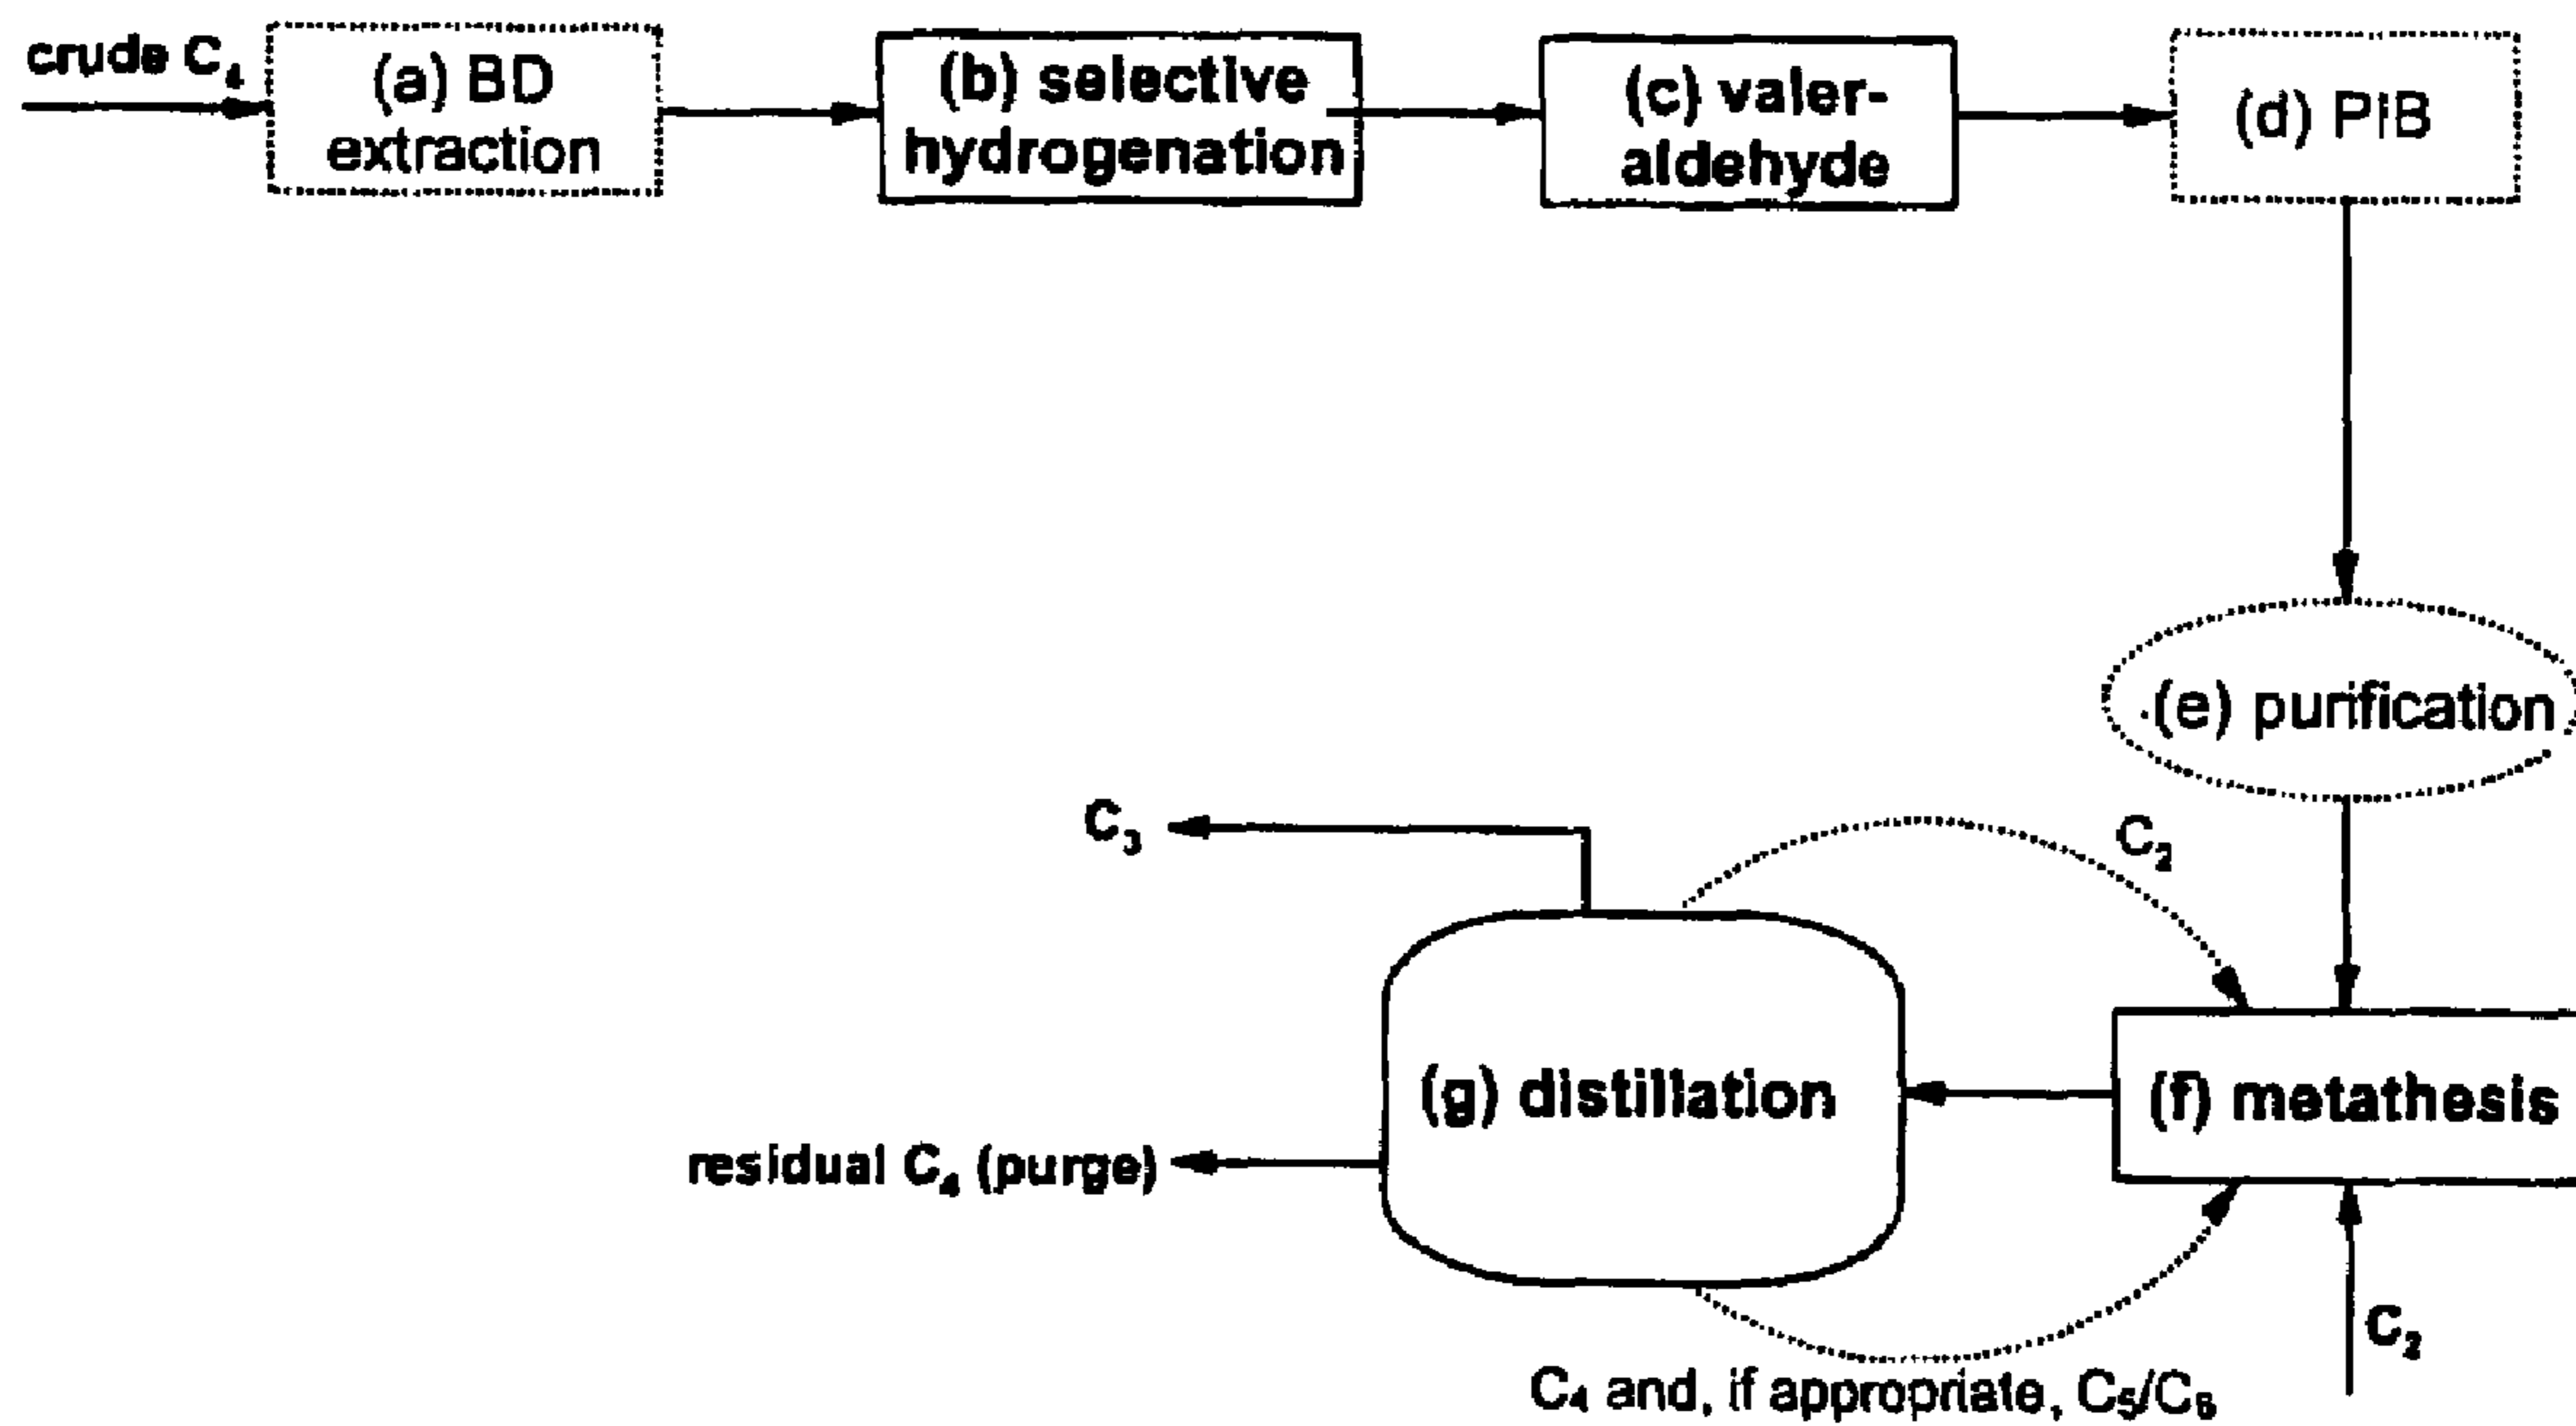 crude C₄
(a) BD
extraction
(b) selective
hydrogenation
(c) valer-
aldehyde
(d) PIB
(e) purification
C₃
C₂
(g) distillation
(f) metathesis
residual C₄ (purge)
C₂
C₄ and, if appropriate, C₅/C₆